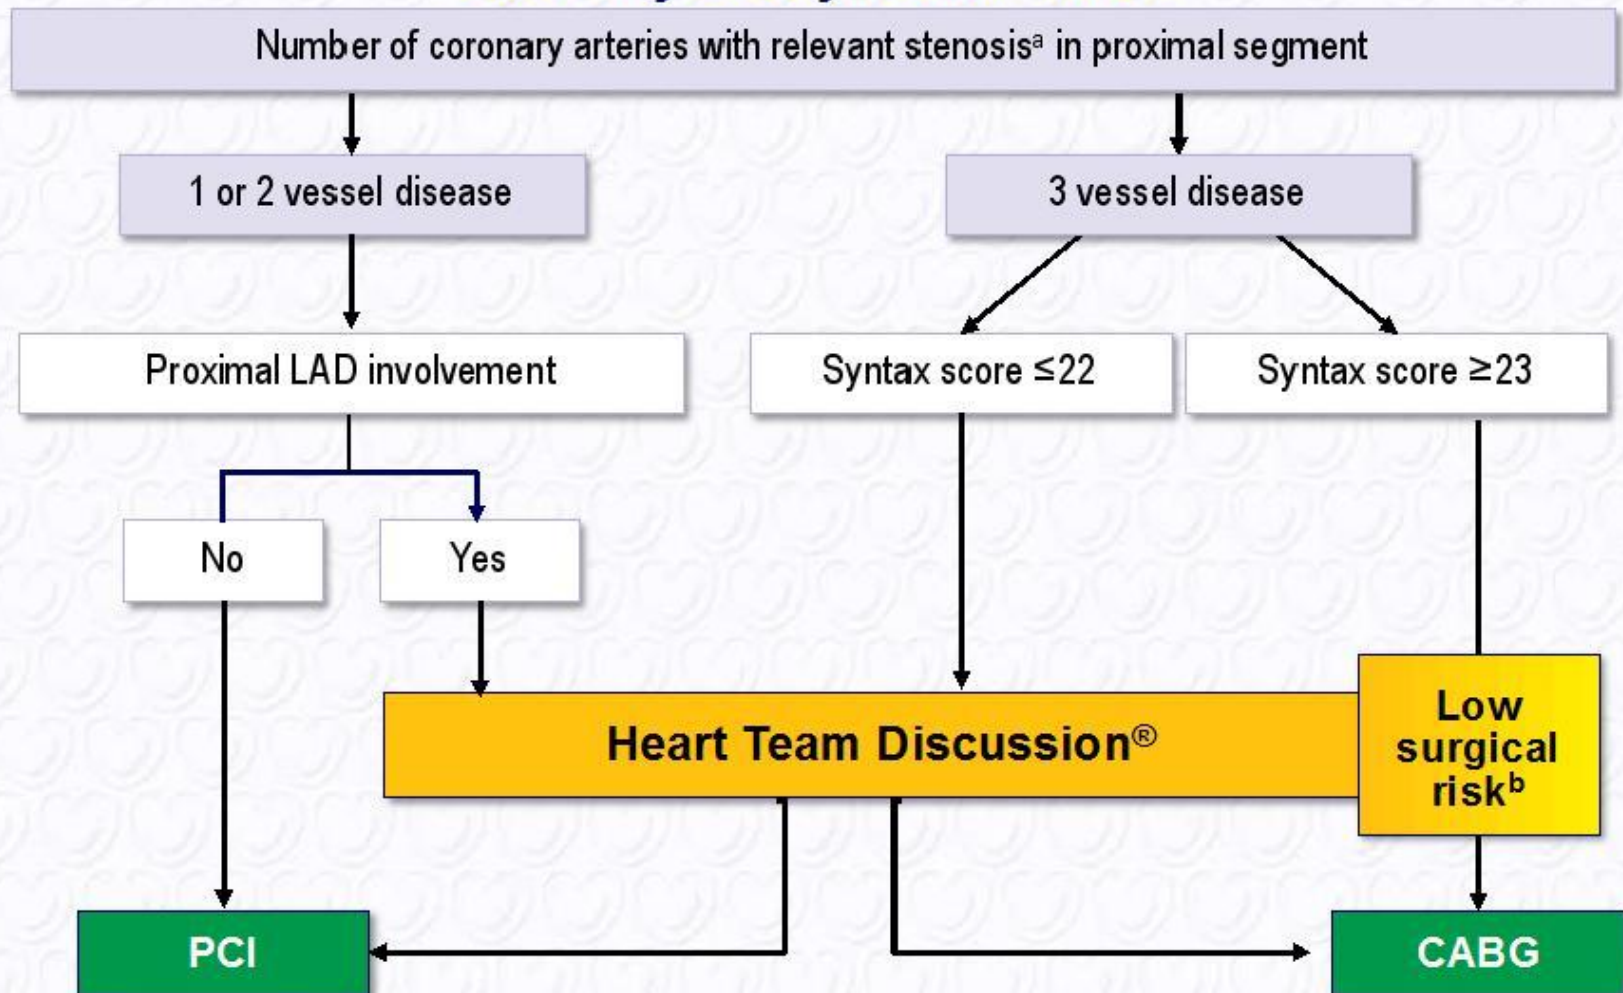 Number of coronary arteries with relevant stenosisᵃ in proximal segment
1 or 2 vessel disease
3 vessel disease
Proximal LAD involvement
Syntax score ≤22
Syntax score ≥23
No
Yes
Heart Team Discussion®
Low
surgical
riskᵇ
PCI
CABG